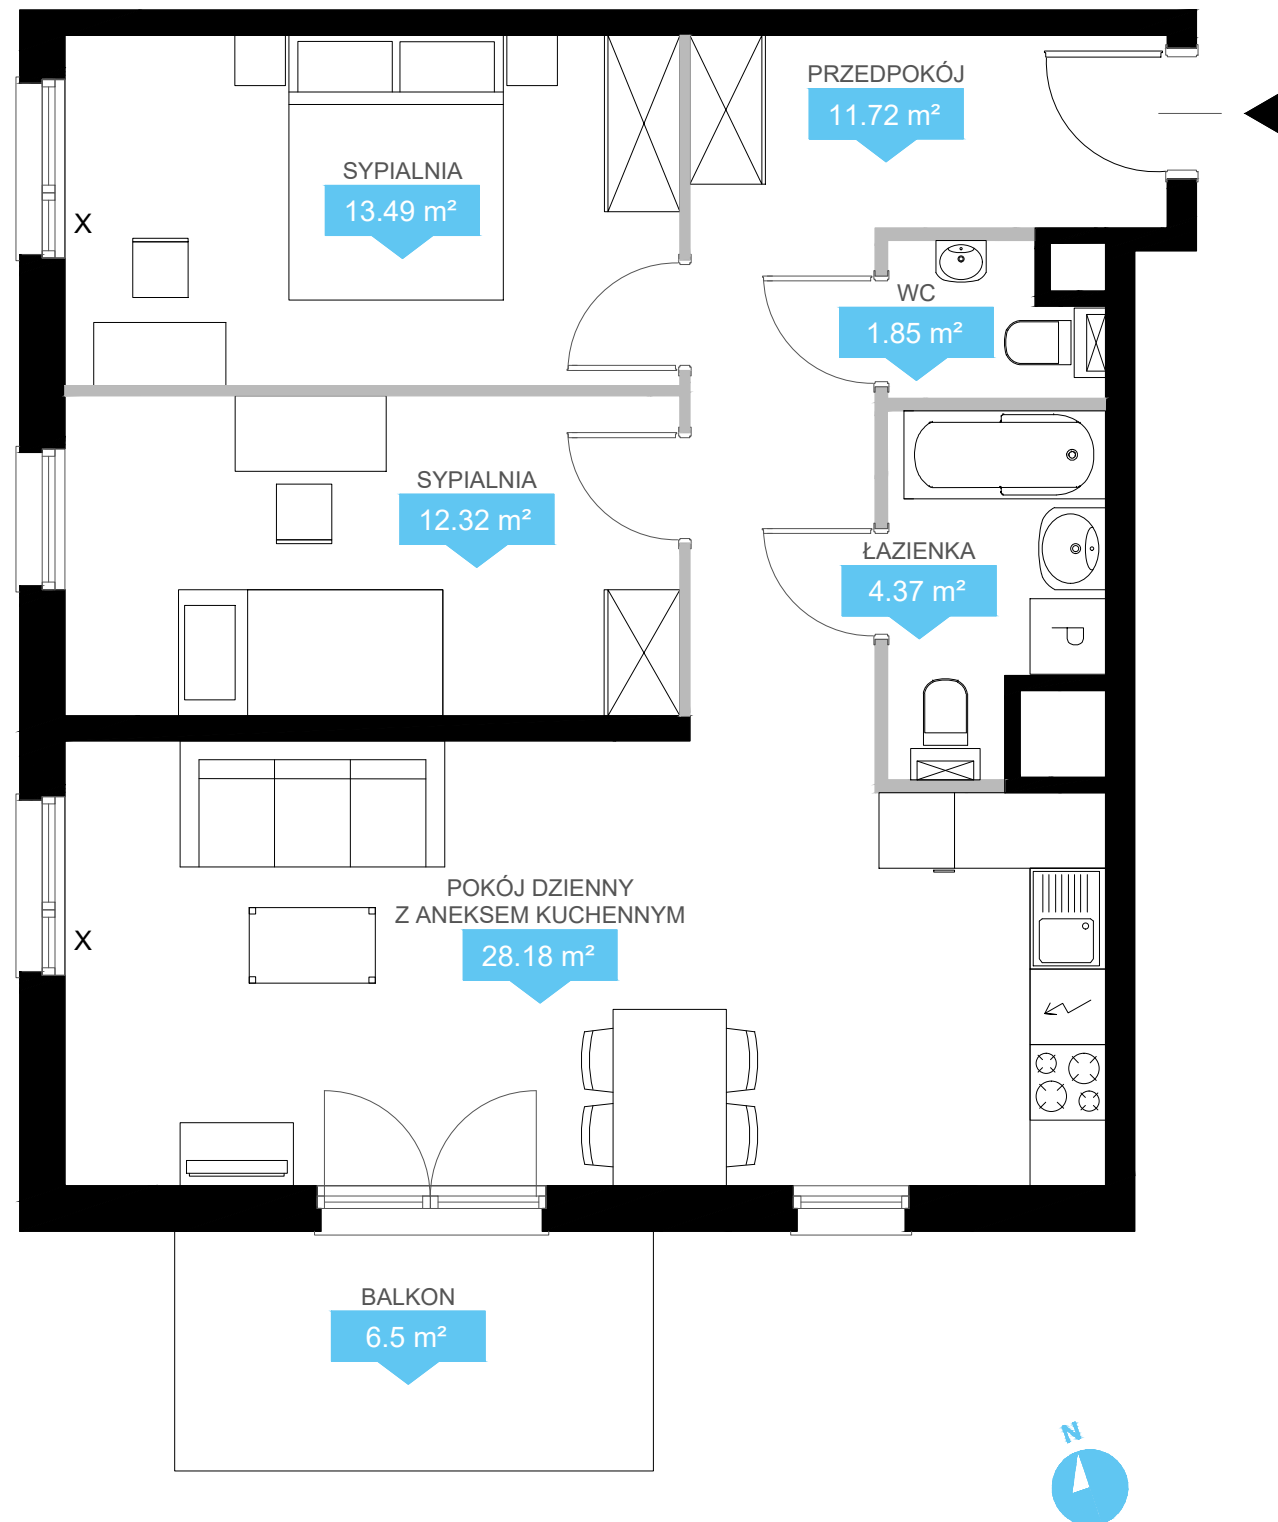 PRZEDPOKÓJ
11.72 m²
SYPIALNIA
13.49 m²
X
WC
1.85 m²
SYPIALNIA
12.32 m²
ŁAZIENKA
4.37 m²
P
POKÓJ DZIENNY
Z ANEKSEM KUCHENNYM
28.18 m²
X
BALKON
6.5 m²
N